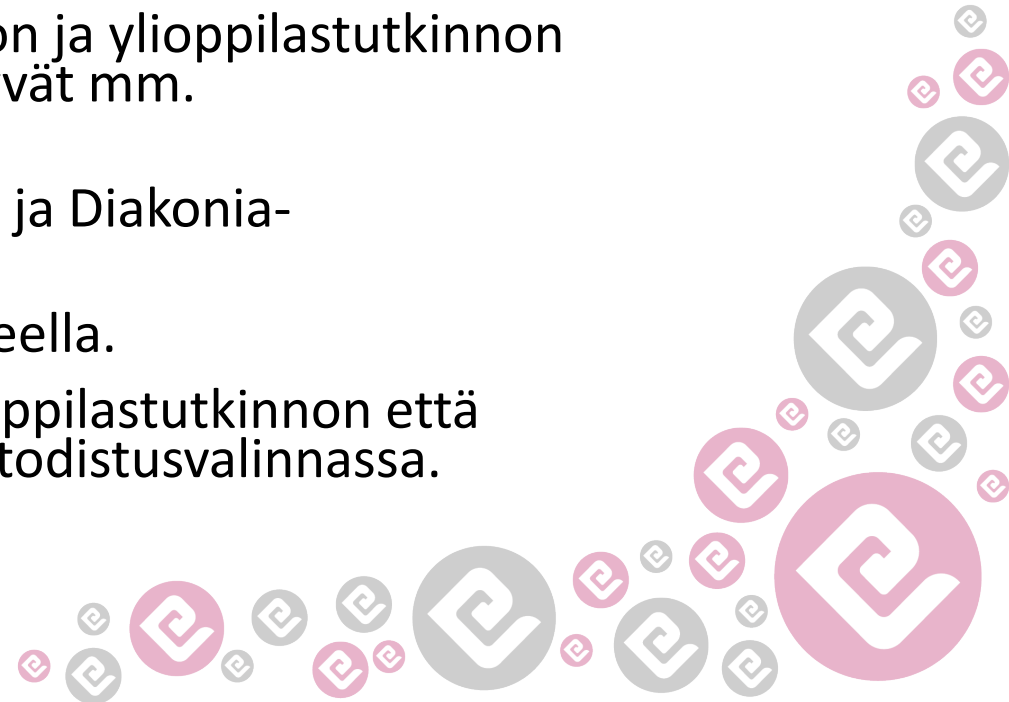 on ja ylioppilastutkinnon
vät mm.
ja Diakonia-
eella.
ppilastutkinnon että
todistusvalinnassa.